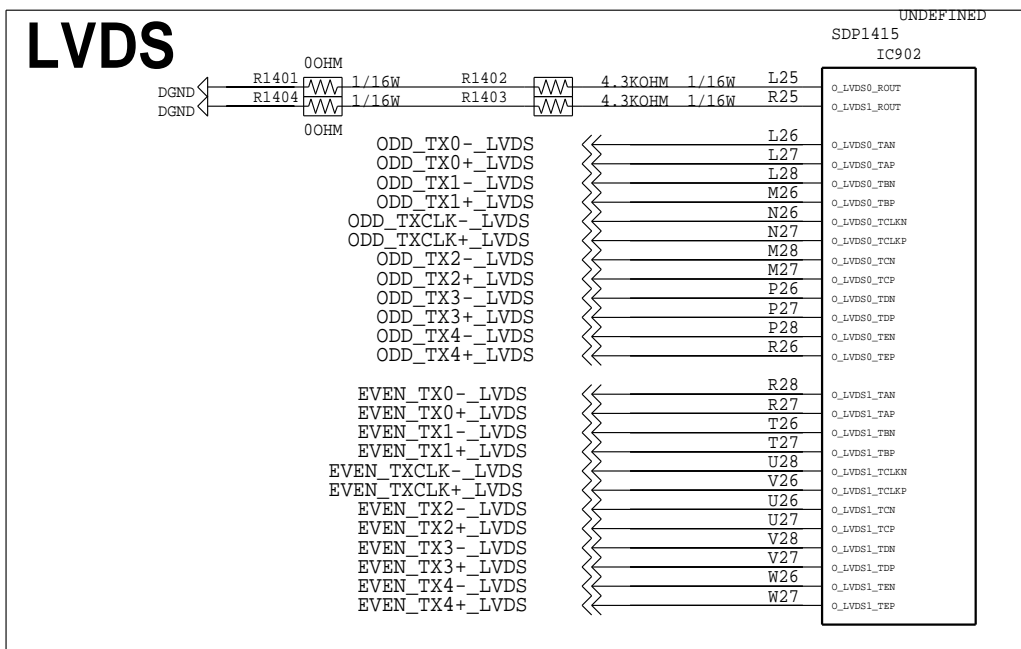 UNDEFINED
LVDS
SDP1415
IC902
0OHM
DGND R1401 1/16W R1402 4.3KOHM 1/16W L25 O_LVDS0_ROUT
DGND R1404 1/16W R1403 4.3KOHM 1/16W R25 O_LVDS1_ROUT
0OHM
ODD_TX0-_LVDS L26 O_LVDS0_TAN
ODD_TX0+_LVDS L27 O_LVDS0_TAP
ODD_TX1-_LVDS L28 O_LVDS0_TBN
ODD_TX1+_LVDS M26 O_LVDS0_TBP
ODD_TXCLK-_LVDS N26 O_LVDS0_TCLKN
ODD_TXCLK+_LVDS N27 O_LVDS0_TCLKP
ODD_TX2-_LVDS M28 O_LVDS0_TCN
ODD_TX2+_LVDS M27 O_LVDS0_TCP
ODD_TX3-_LVDS P26 O_LVDS0_TDN
ODD_TX3+_LVDS P27 O_LVDS0_TDP
ODD_TX4-_LVDS P28 O_LVDS0_TEN
ODD_TX4+_LVDS R26 O_LVDS0_TEP
EVEN_TX0-_LVDS R28 O_LVDS1_TAN
EVEN_TX0+_LVDS R27 O_LVDS1_TAP
EVEN_TX1-_LVDS T26 O_LVDS1_TBN
EVEN_TX1+_LVDS T27 O_LVDS1_TBP
EVEN_TXCLK-_LVDS U28 O_LVDS1_TCLKN
EVEN_TXCLK+_LVDS V26 O_LVDS1_TCLKP
EVEN_TX2-_LVDS U26 O_LVDS1_TCN
EVEN_TX2+_LVDS U27 O_LVDS1_TCP
EVEN_TX3-_LVDS V28 O_LVDS1_TDN
EVEN_TX3+_LVDS V27 O_LVDS1_TDP
EVEN_TX4-_LVDS W26 O_LVDS1_TEN
EVEN_TX4+_LVDS W27 O_LVDS1_TEP